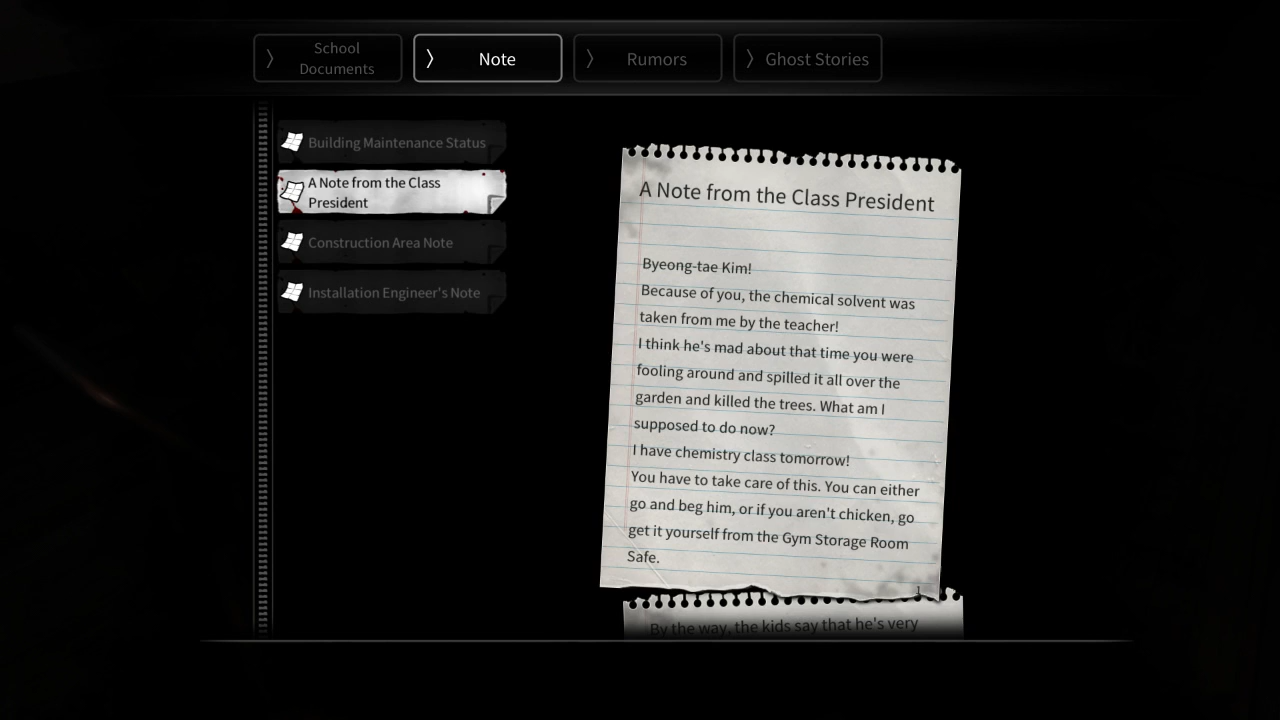 School
Documents
Note
Rumors
Ghost Stories
Building Maintenance Status
A Note from the Class
President
Construction Area Note
Installation Engineer's Note
A Note from the Class President
Byeong-tae Kim!
Because of you, the chemical solvent was
taken from me by the teacher!
I think he's mad about that time you were
fooling around and spilled it all over the
garden and killed the trees. What am I
supposed to do now?
I have chemistry class tomorrow!
You have to take care of this. You can either
go and beg him, or if you aren't chicken, go
get it yourself from the Gym Storage Room
Safe.
1
By the way, the kids say that he's very